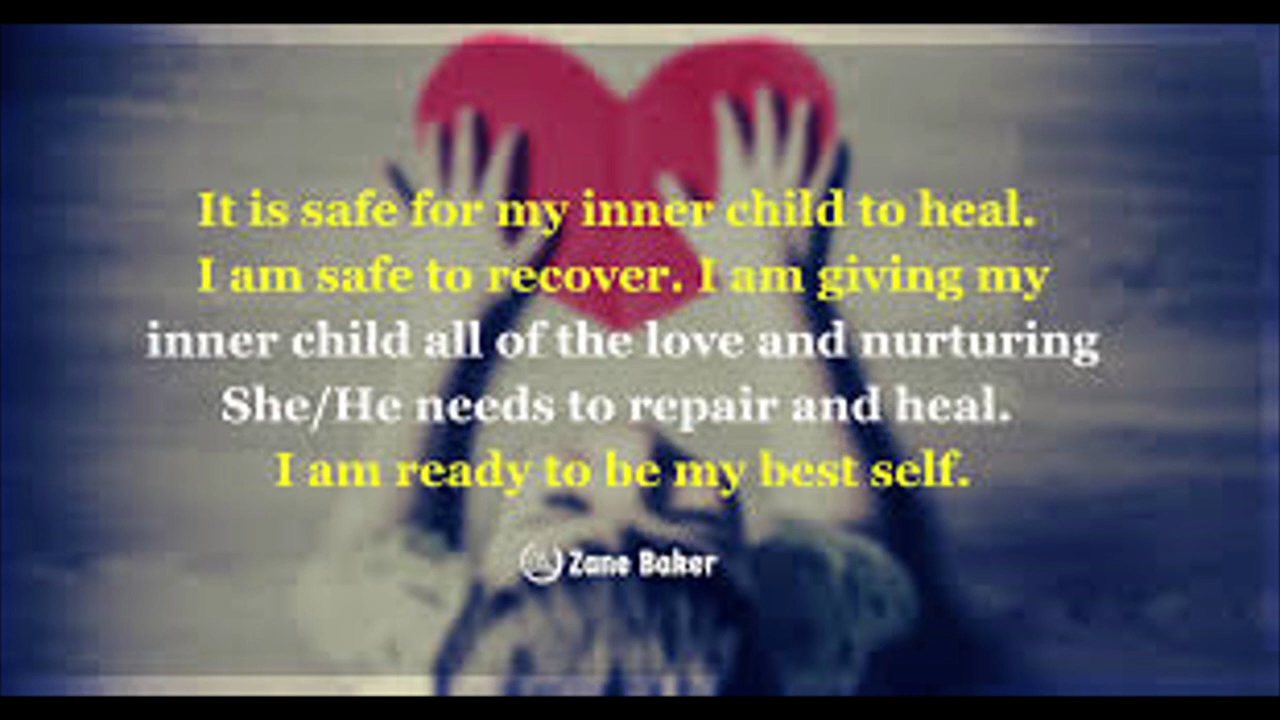 It is safe for my inner child to heal.
I am safe to recover. I am giving my
inner child all of the love and nurturing
She/He needs to repair and heal.
I am ready to be my best self.
Zane Baker